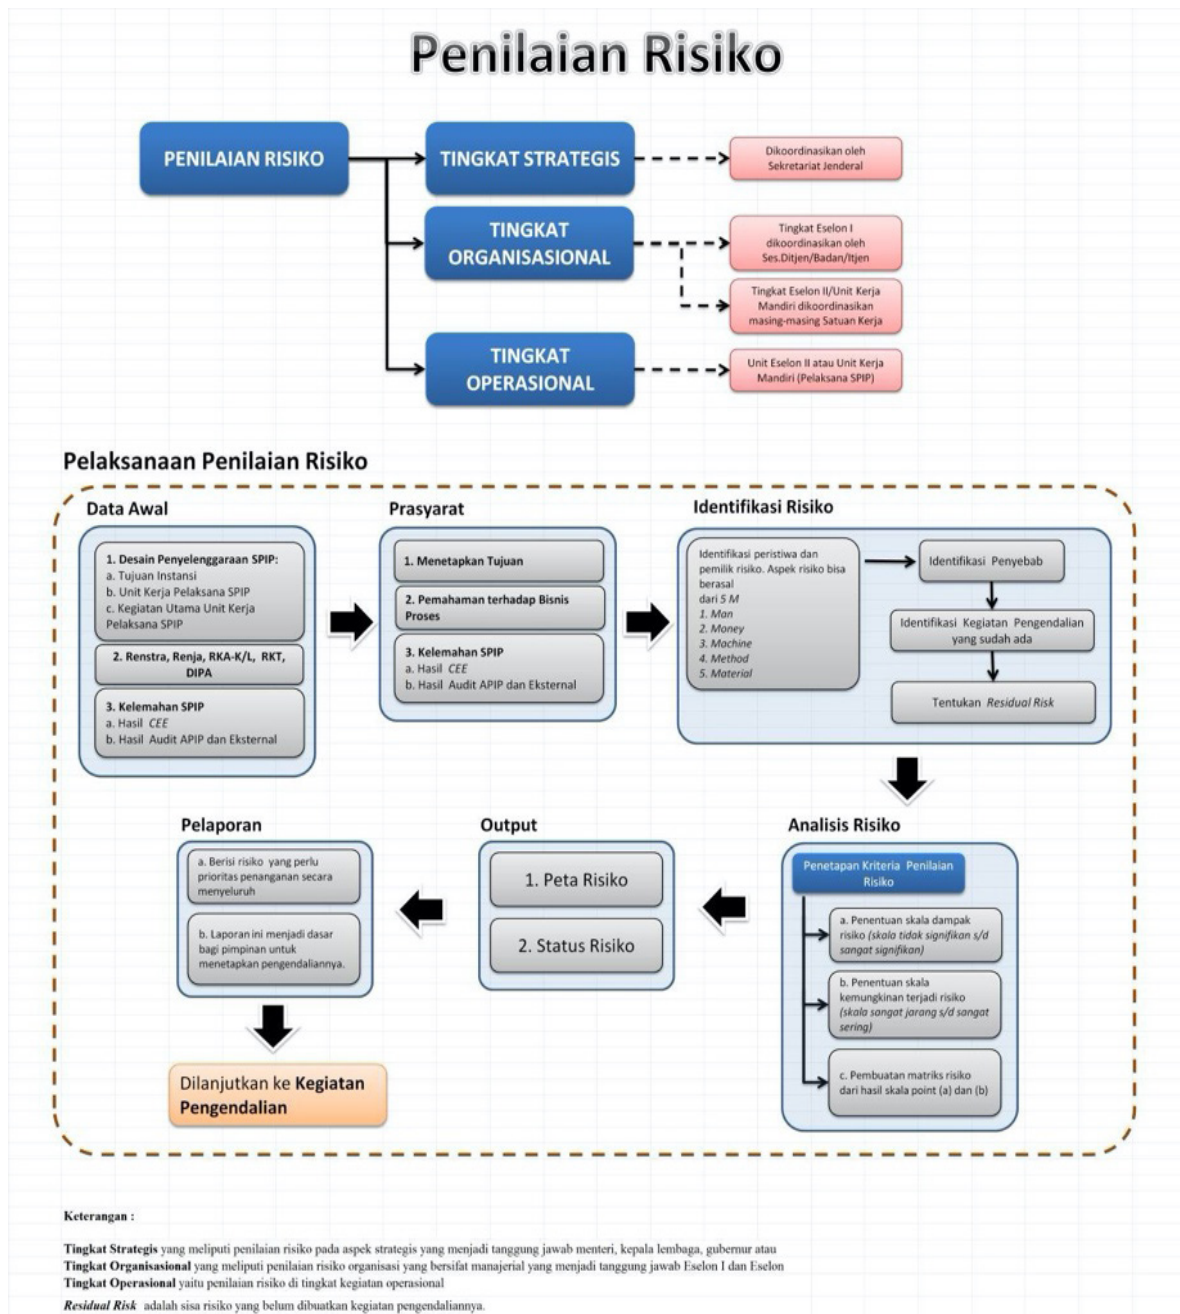 Penilaian Risiko
PENILAIAN RISIKO
TINGKAT STRATEGIS
Dikoordinasikan oleh
Sekretariat Jenderal
TINGKAT
ORGANISASIONAL
Tingkat Eselon I
dikoordinasikan oleh
Ses.Ditjen/Badan/Itjen
Tingkat Eselon II/Unit Kerja
Mandiri dikoordinasikan
masing-masing Satuan Kerja
TINGKAT
OPERASIONAL
Unit Eselon II atau Unit Kerja
Mandiri (Pelaksana SPIP)
Pelaksanaan Penilaian Risiko
Data Awal
1. Desain Penyelenggaraan SPIP:
a. Tujuan Instansi
b. Unit Kerja Pelaksana SPIP
c. Kegiatan Utama Unit Kerja
Pelaksana SPIP
2. Renstra, Renja, RKA-K/L, RKT,
DIPA
3. Kelemahan SPIP
a. Hasil CEE
b. Hasil Audit APIP dan Eksternal
Prasyarat
1. Menetapkan Tujuan
2. Pemahaman terhadap Bisnis
Proses
3. Kelemahan SPIP
a. Hasil CEE
b. Hasil Audit APIP dan Eksternal
Identifikasi Risiko
Identifikasi peristiwa dan
pemilik risiko. Aspek risiko bisa
berasal
dari 5 M
1. Man
2. Money
3. Machine
4. Method
5. Material
Identifikasi Penyebab
Identifikasi Kegiatan Pengendalian
yang sudah ada
Tentukan Residual Risk
Analisis Risiko
Penetapan Kriteria Penilaian
Risiko
a. Penentuan skala dampak
risiko (skala tidak signifikan s/d
sangat signifikan)
b. Penentuan skala
kemungkinan terjadi risiko
(skala sangat jarang s/d sangat
sering)
c. Pembuatan matriks risiko
dari hasil skala point (a) dan (b)
Output
1. Peta Risiko
2. Status Risiko
Pelaporan
a. Berisi risiko yang perlu
prioritas penanganan secara
menyeluruh
b. Laporan ini menjadi dasar
bagi pimpinan untuk
menetapkan pengendaliannya.
Dilanjutkan ke Kegiatan
Pengendalian
Keterangan :
Tingkat Strategis yang meliputi penilaian risiko pada aspek strategis yang menjadi tanggung jawab menteri, kepala lembaga, gubernur atau
Tingkat Organisasional yang meliputi penilaian risiko organisasi yang bersifat manajerial yang menjadi tanggung jawab Eselon I dan Eselon
Tingkat Operasional yaitu penilaian risiko di tingkat kegiatan operasional
Residual Risk adalah sisa risiko yang belum dibuatkan kegiatan pengendaliannya.